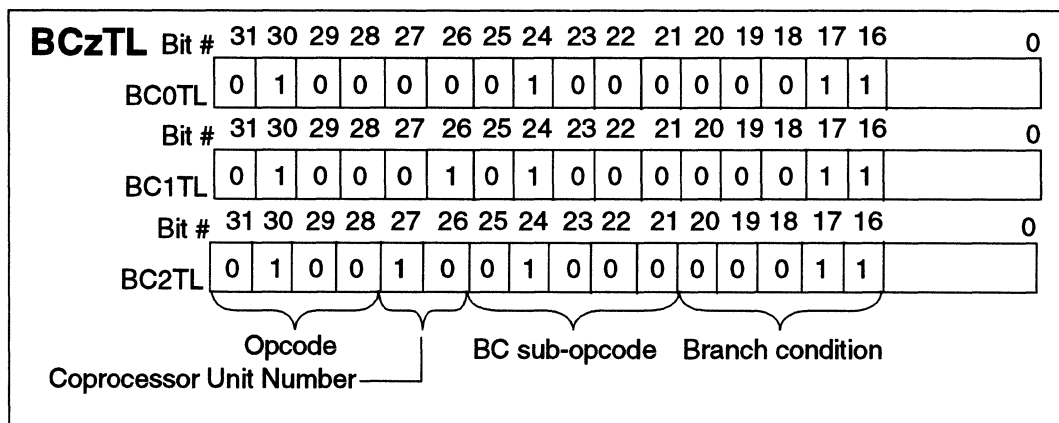 BCzTL Bit # 31 30 29 28 27 26 25 24 23 22 21 20 19 18 17 16 0
BC0TL 0 1 0 0 0 0 0 1 0 0 0 0 0 0 1 1
Bit # 31 30 29 28 27 26 25 24 23 22 21 20 19 18 17 16 0
BC1TL 0 1 0 0 0 1 0 1 0 0 0 0 0 0 1 1
Bit # 31 30 29 28 27 26 25 24 23 22 21 20 19 18 17 16 0
BC2TL 0 1 0 0 1 0 0 1 0 0 0 0 0 0 1 1
Opcode BC sub-opcode Branch condition
Coprocessor Unit Number